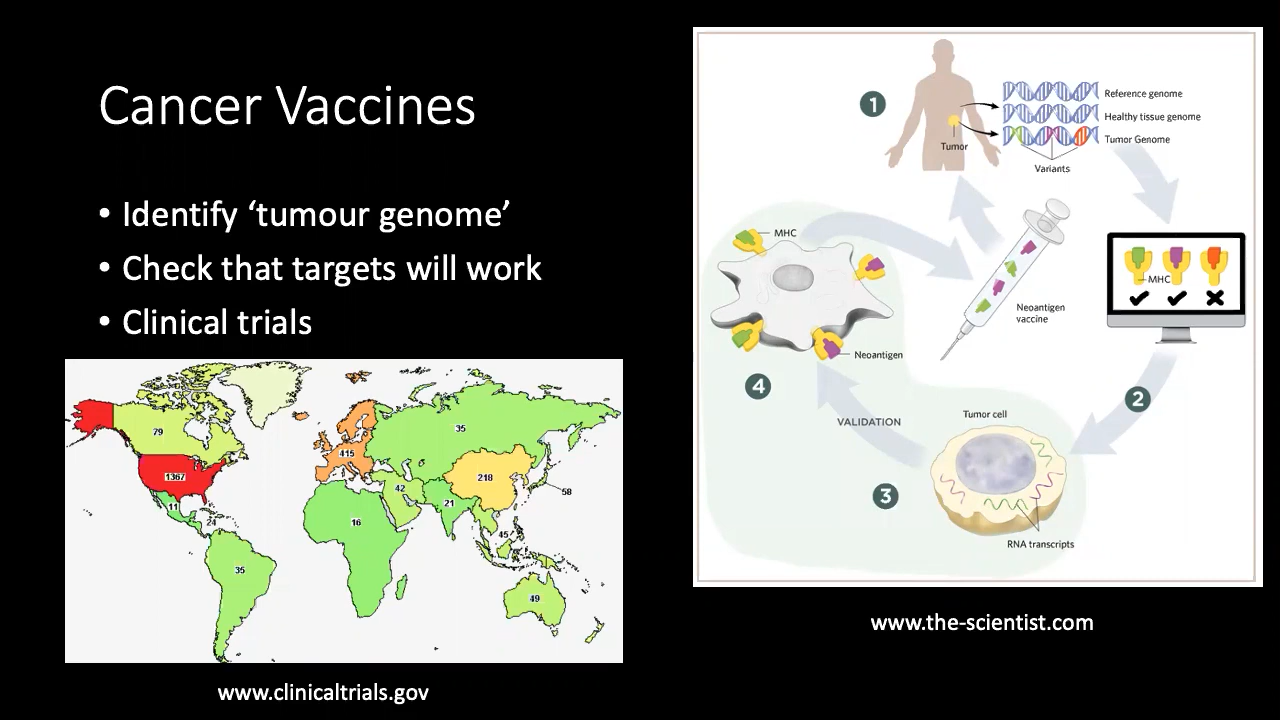 Cancer Vaccines
• Identify ‘tumour genome’
• Check that targets will work
• Clinical trials
79
1367
11
24
35
415
16
42
35
21
218
58
45
49
www.clinicaltrials.gov
1
Tumor
Reference genome
Healthy tissue genome
Tumor Genome
Variants
MHC
Neoantigen
vaccine
MHC
Neoantigen
4
2
VALIDATION
Tumor cell
3
RNA transcripts
www.the-scientist.com